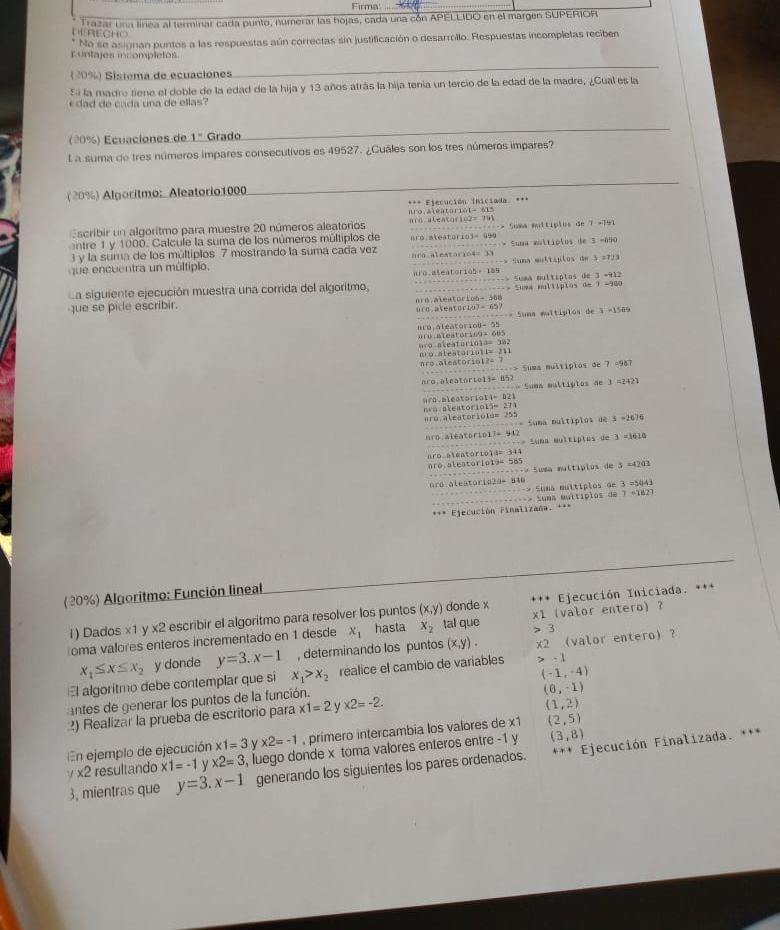 Firma:
* Trazar una línea al terminar cada punto, numerar las hojas, cada una con APELLIDO en el margen SUPERIOR
DERECHO.
* No se asignan puntos a las respuestas aún correctas sin justificación o desarrollo. Respuestas incompletas reciben
puntajes incompletos.
(20%) Sistema de ecuaciones
Si la madre tiene el doble de la edad de la hija y 13 años atrás la hija tenía un tercio de la edad de la madre, ¿Cual es la
edad de cada una de ellas?
(20%) Ecuaciones de 1° Grado
La suma de tres números impares consecutivos es 49527. ¿Cuáles son los tres números impares?
(20%) Algoritmo: Aleatorio1000
Escribir un algoritmo para muestre 20 números aleatorios
entre 1 y 1000. Calcule la suma de los números múltiplos de
3 y la suma de los múltiplos 7 mostrando la suma cada vez
que encuentra un múltiplo.
La siguiente ejecución muestra una corrida del algoritmo,
que se pide escribir.
*** Ejecución Iniciada. ***
nro.aleatorio1= 615
nro.aleatorio2= 791
--------------------> Suma multiplos de 7 =791
nro.aleatorio3= 690
--------------------> Suma multiplos de 3 =690
nro.aleatorio4= 33
--------------------> Suma multiplos de 3 =723
nro.aleatorio5= 189
--------------------> Suma multiplos de 3 =912
--------------------> Suma multiplos de 7 =980
nro.aleatorio6= 368
nro.aleatorio7= 657
--------------------> Suma multiplos de 3 =1569
nro.aleatorio8= 55
nro.aleatorio9= 605
nro.aleatorio10= 382
nro.aleatorio11= 211
nro.aleatorio12= 7
--------------------> Suma multiplos de 7 =987
nro.aleatorio13= 852
--------------------> Suma multiplos de 3 =2421
nro.aleatorio14= 821
nro.aleatorio15= 271
nro.aleatorio16= 255
--------------------> Suma multiplos de 3 =2676
nro.aleatorio17= 942
--------------------> Suma multiplos de 3 =3618
nro.aleatorio18= 344
nro.aleatorio19= 585
--------------------> Suma multiplos de 3 =4203
nro.aleatorio20= 840
--------------------> Suma multiplos de 3 =5043
--------------------> Suma multiplos de 7 =1827
*** Ejecución Finalizada. ***
(20%) Algoritmo: Función lineal
1) Dados x1 y x2 escribir el algoritmo para resolver los puntos (x,y) donde x
toma valores enteros incrementado en 1 desde x₁ hasta x₂ tal que
x₁≤x≤x₂ y donde y=3.x−1 , determinando los puntos (x,y) .
El algoritmo debe contemplar que si x₁>x₂ realice el cambio de variables
antes de generar los puntos de la función.
2) Realizar la prueba de escritorio para x1= 2 y x2= -2.
En ejemplo de ejecución x1= 3 y x2= -1 , primero intercambia los valores de x1
y x2 resultando x1= -1 y x2= 3, luego donde x toma valores enteros entre -1 y
3, mientras que y=3.x−1 generando los siguientes los pares ordenados.
*** Ejecución Iniciada. ***
x1 (valor entero) ?
> 3
x2 (valor entero) ?
> -1
(-1,-4)
(0,-1)
(1,2)
(2,5)
(3,8)
*** Ejecución Finalizada. ***